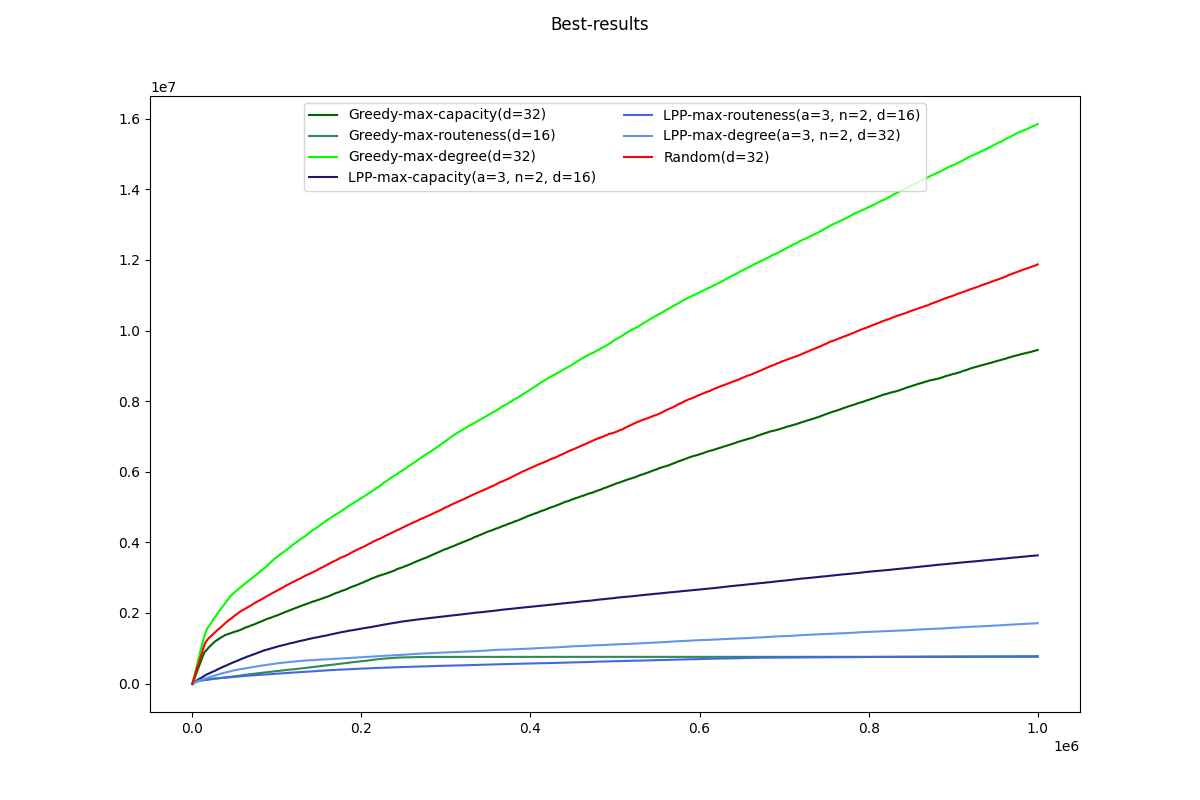 Best-results
1e7
Greedy-max-capacity(d=32)
Greedy-max-routeness(d=16)
Greedy-max-degree(d=32)
LPP-max-capacity(a=3, n=2, d=16)
LPP-max-routeness(a=3, n=2, d=16)
LPP-max-degree(a=3, n=2, d=32)
Random(d=32)
1.6
1.4
1.2
1.0
0.8
0.6
0.4
0.2
0.0
0.0 0.2 0.4 0.6 0.8 1.0
1e6